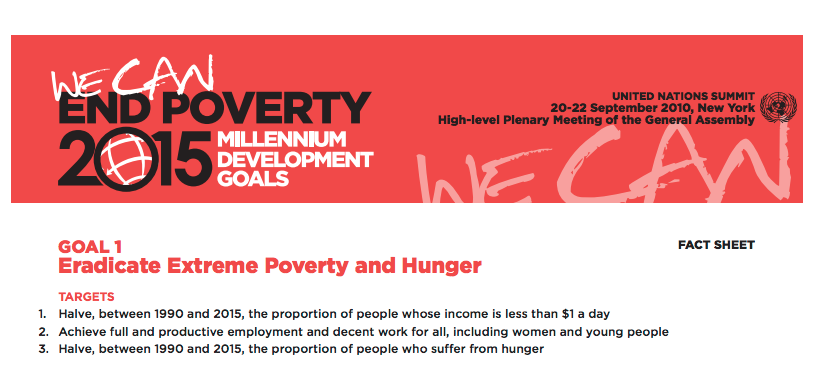 WE CAN
END POVERTY
2015 MILLENNIUM
DEVELOPMENT
GOALS
UNITED NATIONS SUMMIT
20-22 September 2010, New York
High-level Plenary Meeting of the General Assembly
WE CAN
GOAL 1
Eradicate Extreme Poverty and Hunger
FACT SHEET
TARGETS
1. Halve, between 1990 and 2015, the proportion of people whose income is less than $1 a day
2. Achieve full and productive employment and decent work for all, including women and young people
3. Halve, between 1990 and 2015, the proportion of people who suffer from hunger